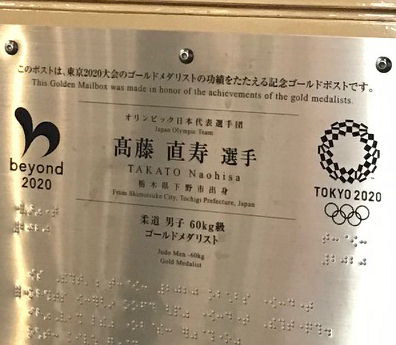 このポストは、東京2020大会のゴールドメダリストの功績をたたえる記念ゴールドポストです。
This Golden Mailbox was made in honor of the achievements of the gold medalists.
オリンピック日本代表選手団
Japan Olympic Team
髙藤 直寿 選手
TAKATO Naohisa
栃木県下野市出身
From Shimotsuke City, Tochigi Prefecture, Japan
柔道 男子 60kg級
ゴールドメダリスト
Judo Men -60kg
Gold Medalist
beyond
2020
TOKYO 2020